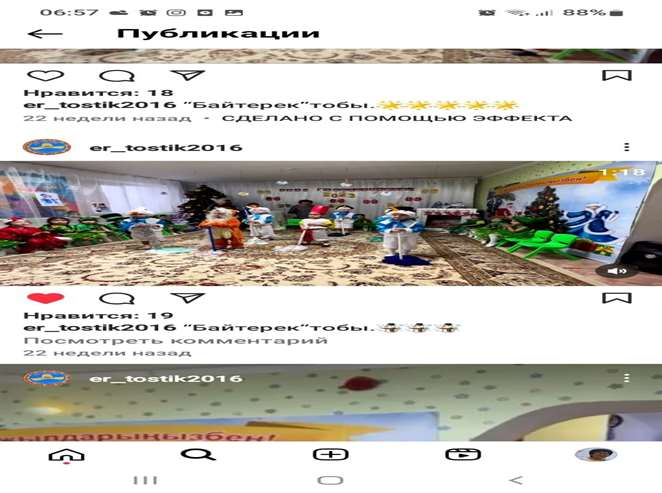 06:57
88%
Публикации
Нравится: 18
er_tostik2016 "Байтерек"тобы.🌟🌟🌟🌟🌟
22 недели назад • СДЕЛАНО С ПОМОЩЬЮ ЭФФЕКТА
er_tostik2016
1:18
Нравится: 19
er_tostik2016 "Байтерек"тобы.⛄⛄⛄
Посмотреть комментарий
22 недели назад
er_tostik2016
жылдарыңызбен!